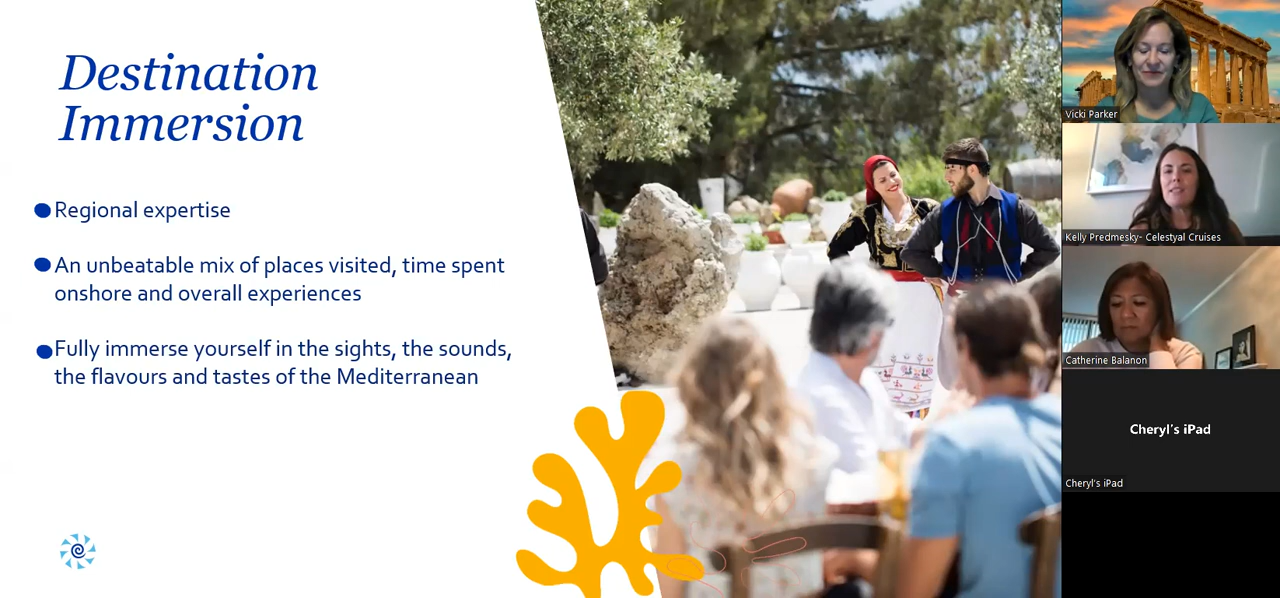 Destination
Immersion
Regional expertise
An unbeatable mix of places visited, time spent
onshore and overall experiences
Fully immerse yourself in the sights, the sounds,
the flavours and tastes of the Mediterranean
Vicki Parker
Kelly Predmesky- Celestyal Cruises
Catherine Balanon
Cheryl's iPad
Cheryl's iPad